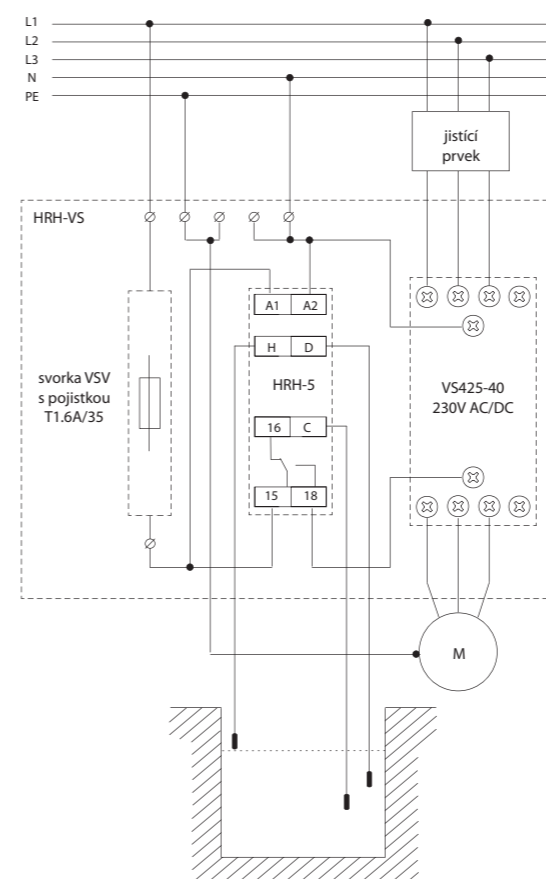 L1
L2
L3
N
PE
jistící
prvek
HRH-VS
svorka VSV
s pojistkou
T1.6A/35
A1 A2
H D
HRH-5
16 C
15 18
VS425-40
230V AC/DC
M